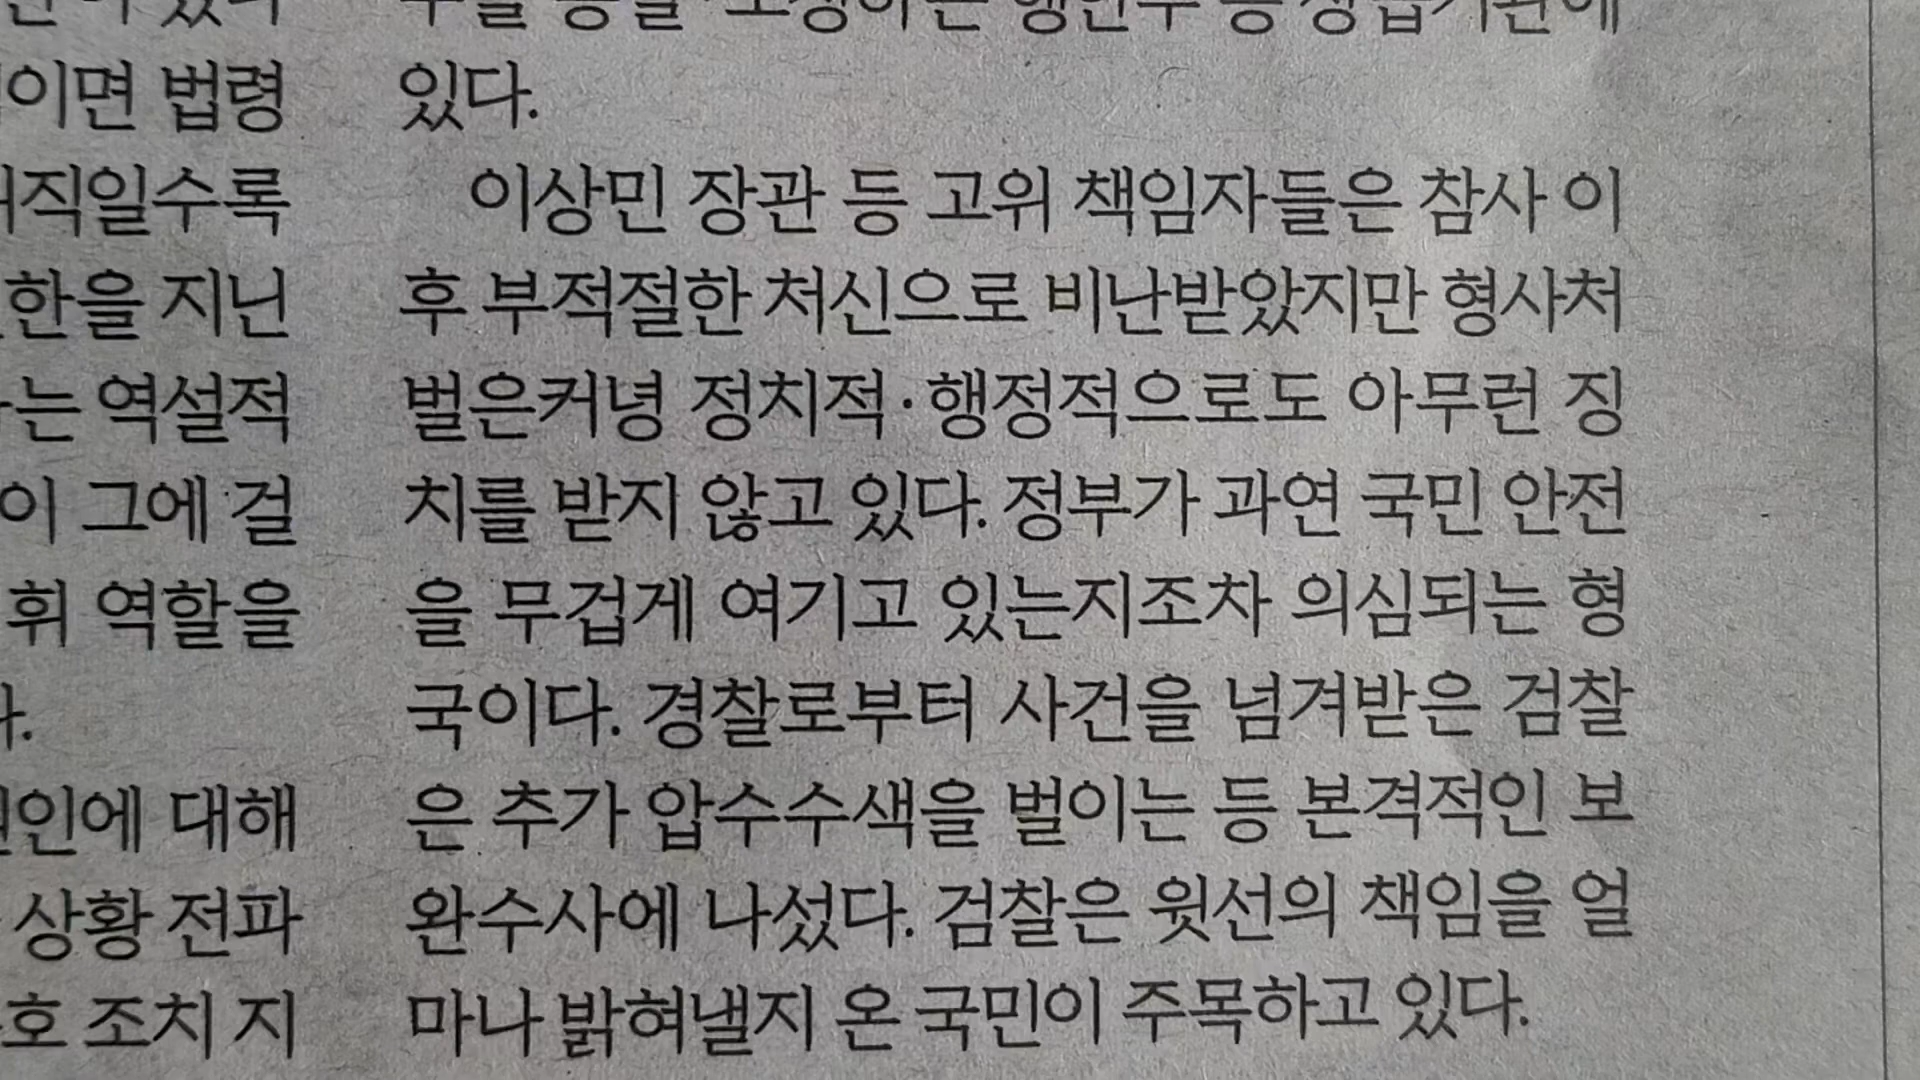 이면 법령
직일수록
한을 지닌
는 역설적
이 그에 걸
휘 역할을
인에 대해
상황 전파
호 조치 지
있다.
이상민 장관 등 고위 책임자들은 참사 이
후 부적절한 처신으로 비난받았지만 형사처
벌은커녕 정치적·행정적으로도 아무런 징
치를 받지 않고 있다. 정부가 과연 국민 안전
을 무겁게 여기고 있는지조차 의심되는 형
국이다. 경찰로부터 사건을 넘겨받은 검찰
은 추가 압수수색을 벌이는 등 본격적인 보
완수사에 나섰다. 검찰은 윗선의 책임을 얼
마나 밝혀낼지 온 국민이 주목하고 있다.